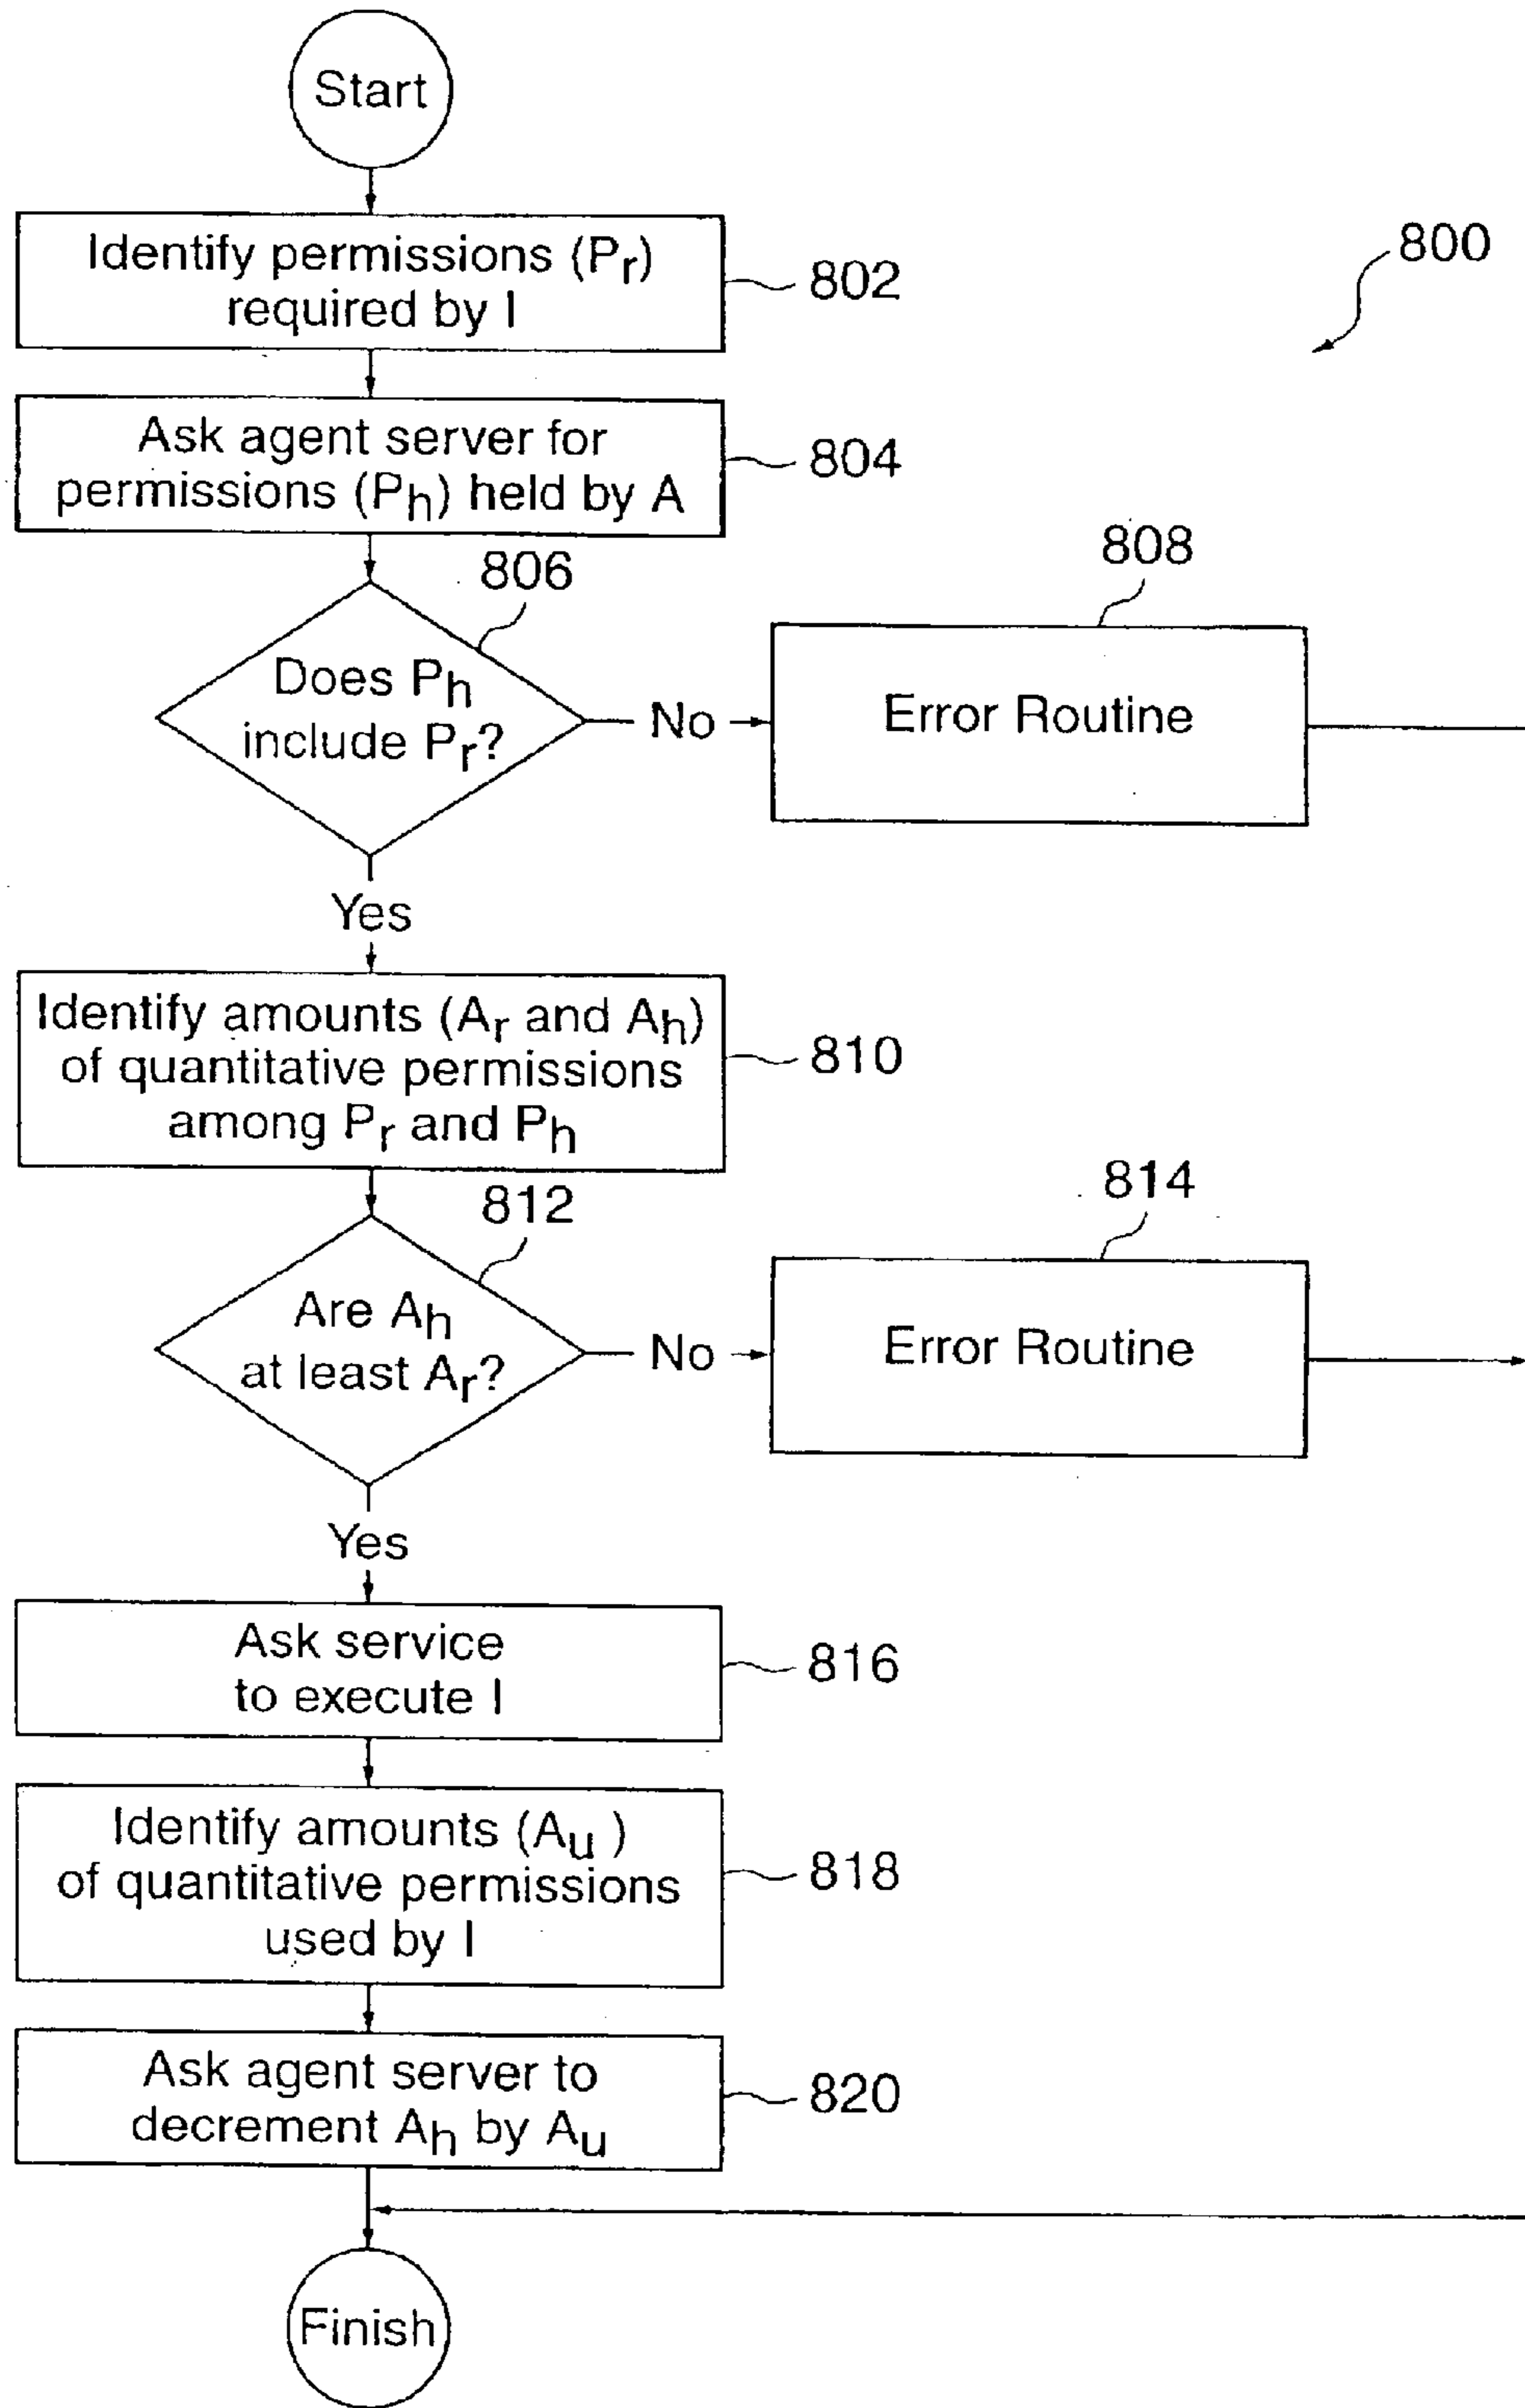 Start
Identify permissions (Pr)
required by I
802
800
Ask agent server for
permissions (Ph) held by A
804
806
808
Does Ph
include Pr?
No
Error Routine
Yes
Identify amounts (Ar and Ah)
of quantitative permissions
among Pr and Ph
810
812
814
Are Ah
at least Ar?
No
Error Routine
Yes
Ask service
to execute I
816
Identify amounts (Au )
of quantitative permissions
used by I
818
Ask agent server to
decrement Ah by Au
820
Finish